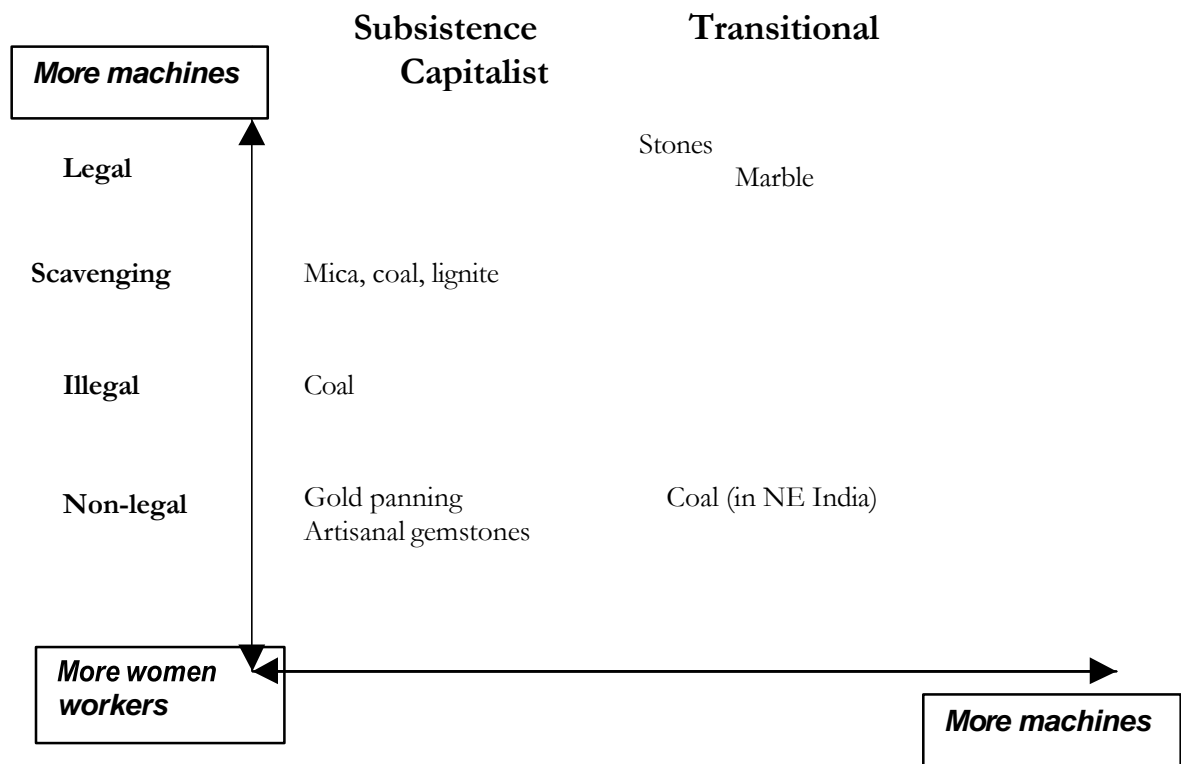 Subsistence Transitional
Capitalist
More machines
Stones
Legal
Marble
Scavenging Mica, coal, lignite
Illegal Coal
Non-legal Gold panning Coal (in NE India)
Artisanal gemstones
More women
workers
More machines